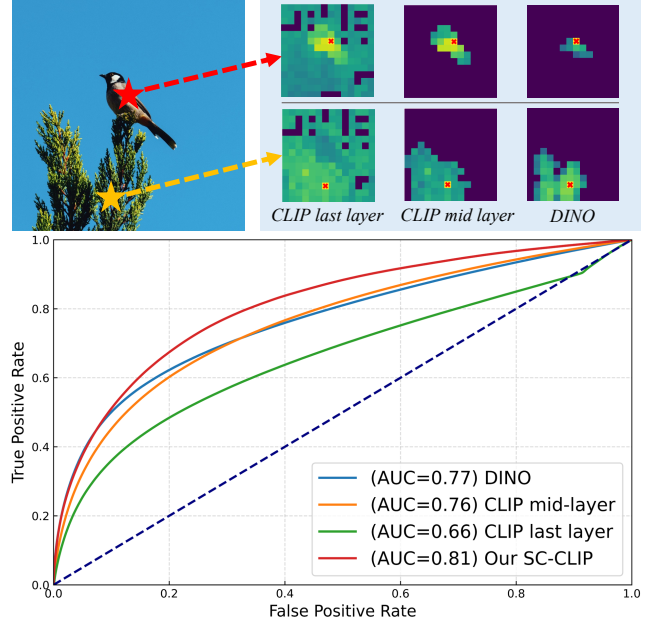 CLIP last layer CLIP mid layer DINO
1.0
0.8
0.6
0.4
0.2
0.0
True Positive Rate
(AUC=0.77) DINO
(AUC=0.76) CLIP mid-layer
(AUC=0.66) CLIP last layer
(AUC=0.81) Our SC-CLIP
0.0 0.2 0.4 0.6 0.8 1.0
False Positive Rate